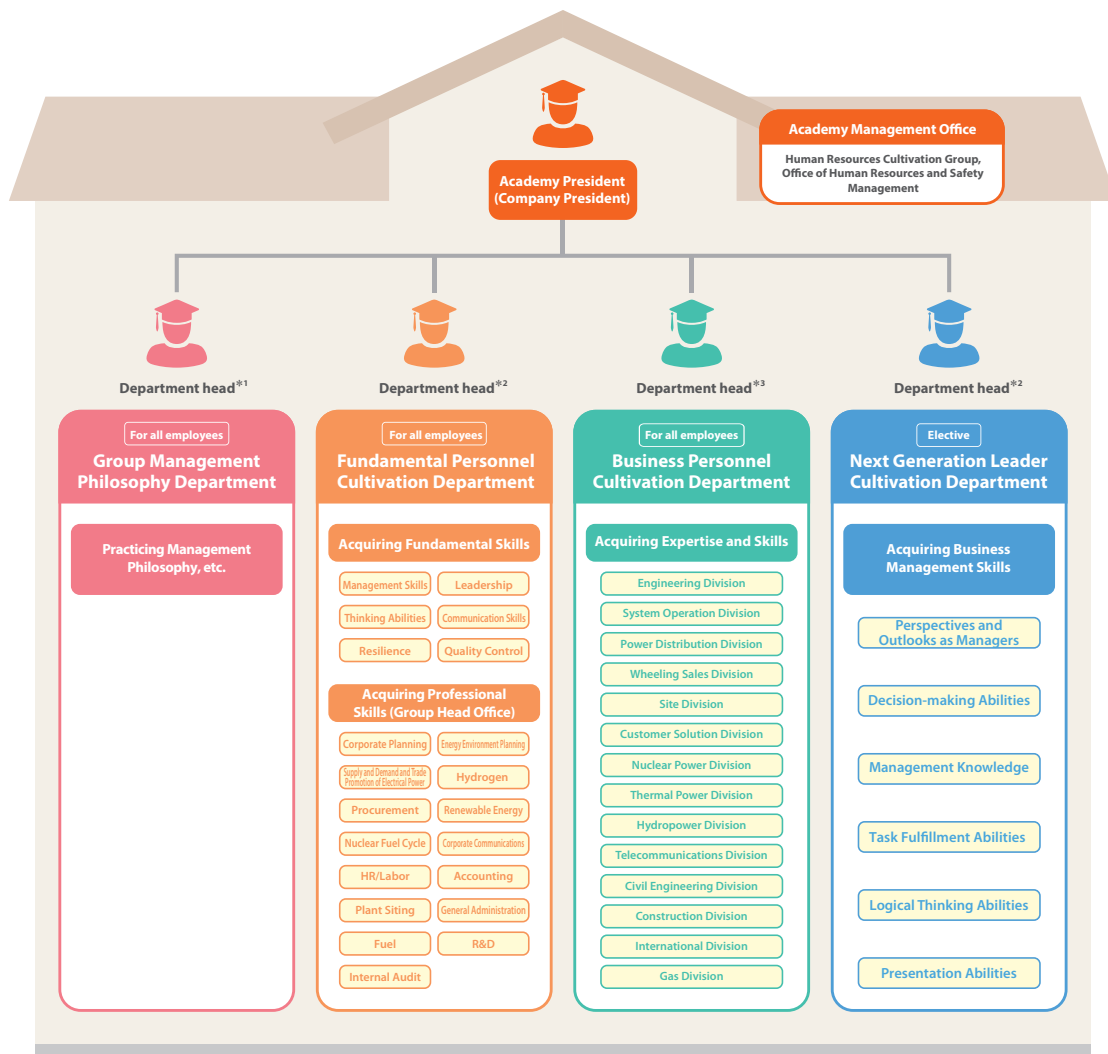 Academy Management Office
Human Resources Cultivation Group,
Office of Human Resources and Safety
Management
Academy President
(Company President)
Department head*1
For all employees
Group Management
Philosophy Department
Practicing Management
Philosophy, etc.
Department head*2
For all employees
Fundamental Personnel
Cultivation Department
Acquiring Fundamental Skills
Management Skills
Leadership
Thinking Abilities
Communication Skills
Resilience
Quality Control
Acquiring Professional
Skills (Group Head Office)
Corporate Planning
Energy Environment Planning
Supply and Demand and Trade
Promotion of Electrical Power
Hydrogen
Procurement
Renewable Energy
Nuclear Fuel Cycle
Corporate Communications
HR/Labor
Accounting
Plant Siting
General Administration
Fuel
R&D
Internal Audit
Department head*3
For all employees
Business Personnel
Cultivation Department
Acquiring Expertise and Skills
Engineering Division
System Operation Division
Power Distribution Division
Wheeling Sales Division
Site Division
Customer Solution Division
Nuclear Power Division
Thermal Power Division
Hydropower Division
Telecommunications Division
Civil Engineering Division
Construction Division
International Division
Gas Division
Department head*2
Elective
Next Generation Leader
Cultivation Department
Acquiring Business
Management Skills
Perspectives and
Outlooks as Managers
Decision-making Abilities
Management Knowledge
Task Fulfillment Abilities
Logical Thinking Abilities
Presentation Abilities